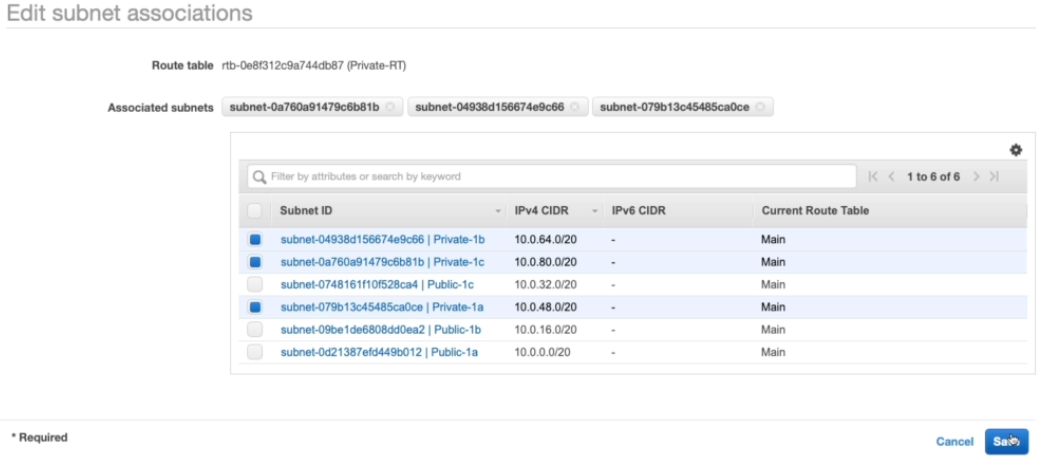 Edit subnet associations
Route table rtb-0e8f312c9a744db87 (Private-RT)
Associated subnets subnet-0a760a91479c6b81b subnet-04938d156674e9c66 subnet-079b13c45485ca0ce
Filter by attributes or search by keyword 1 to 6 of 6
Subnet ID IPv4 CIDR IPv6 CIDR Current Route Table
subnet-04938d156674e9c66 | Private-1b 10.0.64.0/20 - Main
subnet-0a760a91479c6b81b | Private-1c 10.0.80.0/20 - Main
subnet-0748161f10f528ca4 | Public-1c 10.0.32.0/20 - Main
subnet-079b13c45485ca0ce | Private-1a 10.0.48.0/20 - Main
subnet-09be1de6808dd0ea2 | Public-1b 10.0.16.0/20 - Main
subnet-0d21387efd449b012 | Public-1a 10.0.0.0/20 - Main
* Required Cancel Save